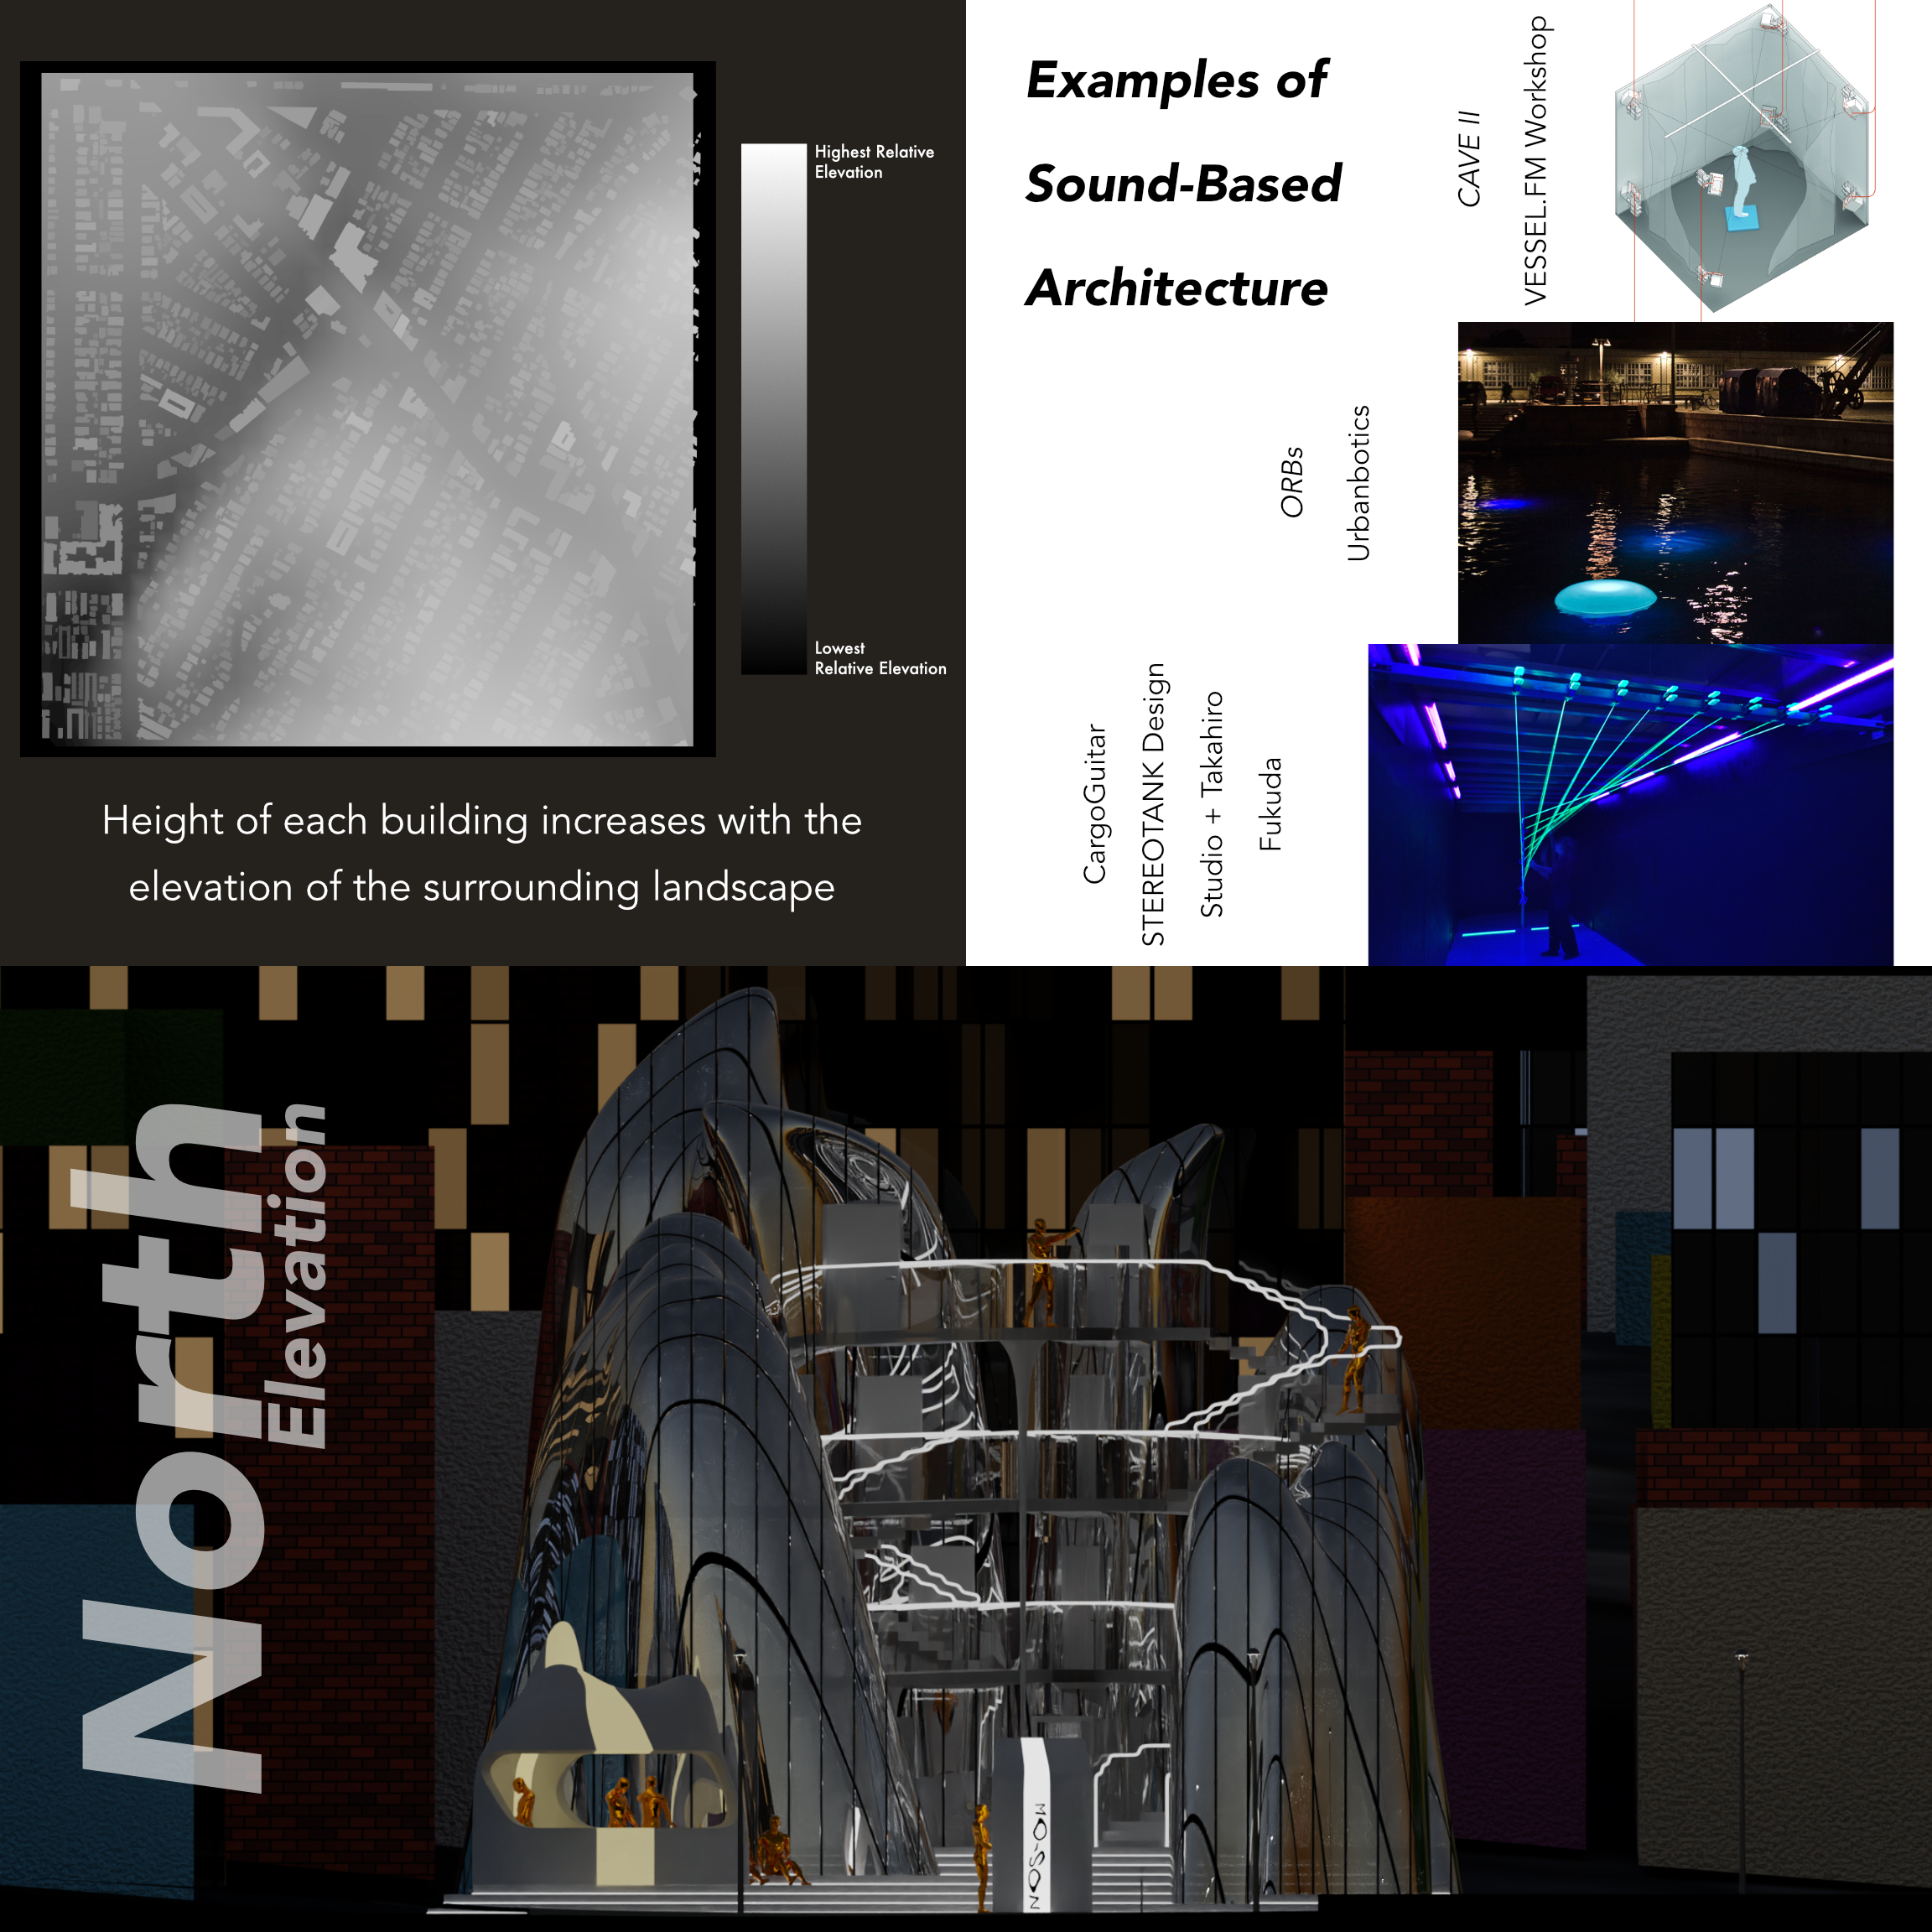 Highest Relative
Elevation
Lowest
Relative Elevation
Height of each building increases with the
elevation of the surrounding landscape
Examples of
Sound-Based
Architecture
CAVE II
VESSEL.FM Workshop
ORBs
Urbanbotics
CargoGuitar
STEREOTANK Design
Studio + Takahiro
Fukuda
North
Elevation
MO-SON